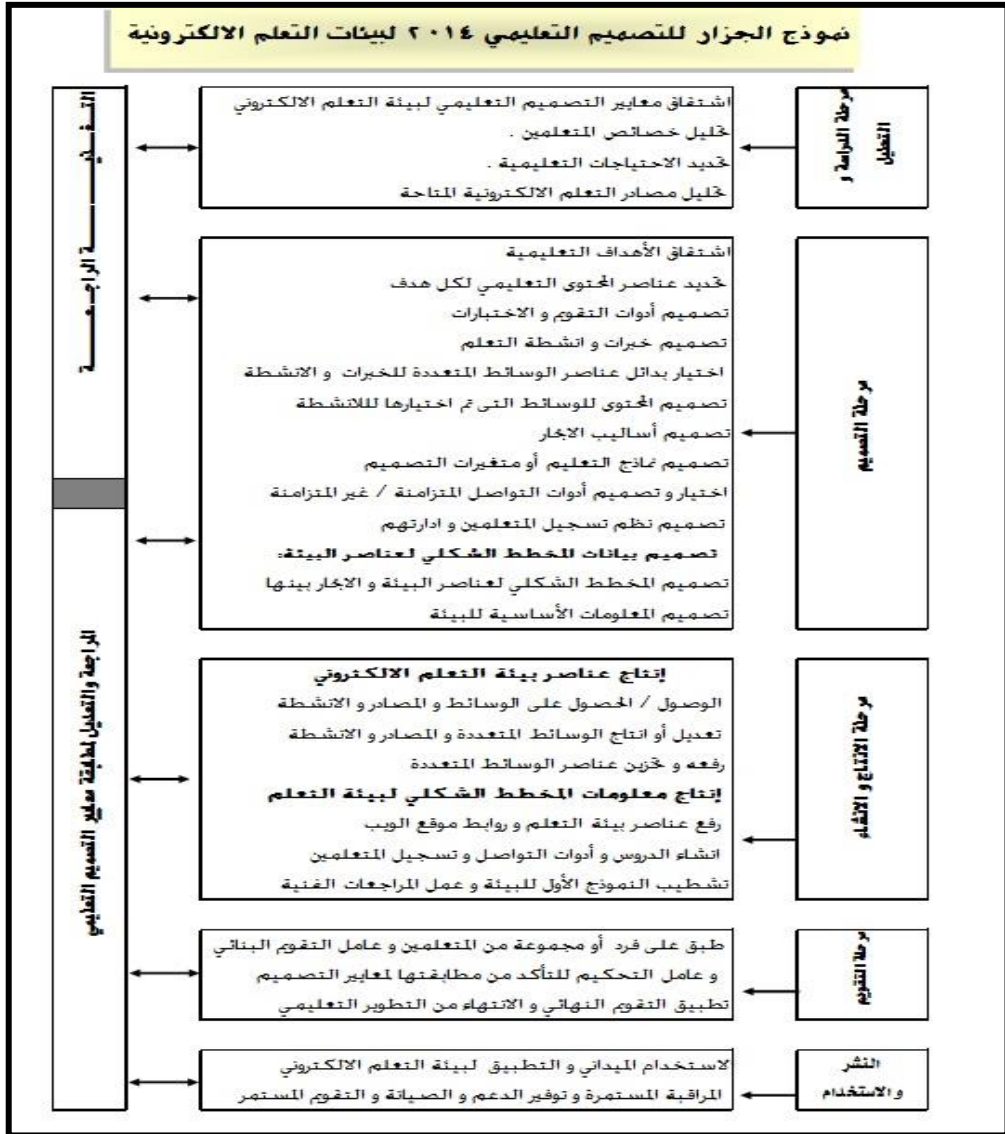 نموذج الجزار للتصميم التعليمي ٢٠١٤ لبيئات التعلم الالكترونية
مرحلة الدراسة و
التحليل
اشتقاق معايير التصميم التعليمي لبيئة التعلم الالكتروني
تحليل خصائص المتعلمين .
تحديد الاحتياجات التعليمية .
تحليل مصادر التعلم الالكترونية المتاحة
التغذيـــة الراجـعـــة
مرحلة التصميم
اشتقاق الأهداف التعليمية
تحديد عناصر المحتوى التعليمي لكل هدف
تصميم أدوات التقويم و الاختبارات
تصميم خبرات و انشطة التعلم
اختيار بدائل عناصر الوسائط المتعددة للخبرات و الانشطة
تصميم المحتوى للوسائط التى تم اختيارها لللانشطة
تصميم أساليب الابحار
تصميم نماذج التعليم أو متغيرات التصميم
اختيار و تصميم أدوات التواصل المتزامنة / غير المتزامنة
تصميم نظم تسجيل المتعلمين و ادارتهم
تصميم بيانات المخطط الشكلي لعناصر البيئة:
تصميم المخطط الشكلي لعناصر البيئة و الابحار بينها
تصميم المعلومات الأساسية للبيئة
المراجعة والتعديل لمطابقة معايير التصميم التعليمي
مرحلة الانتاج و الانشاء
إنتاج عناصر بيئة التعلم الالكتروني
الوصول / الحصول على الوسائط و المصادر و الانشطة
تعديل أو انتاج الوسائط المتعددة و المصادر و الانشطة
رفعه و تخزين عناصر الوسائط المتعددة
إنتاج معلومات المخطط الشكلي لبيئة التعلم
رفع عناصر بيئة التعلم و روابط موقع الويب
انشاء الدروس و أدوات التواصل و تسجيل المتعلمين
تشطيب النموذج الأول للبيئة و عمل المراجعات الفنية
مرحلة التقويم
طبق على فرد أو مجموعة من المتعلمين و عامل التقويم البنائي
و عامل التحكيم للتأكد من مطابقتها لمعايير التصميم
تطبيق التقويم النهائي و الانتهاء من التطوير التعليمي
النشر
و الاستخدام
لاستخدام الميداني و التطبيق لبيئة التعلم الالكتروني
المراقبة المستمرة و توفير الدعم و الصيانة و التقويم المستمر